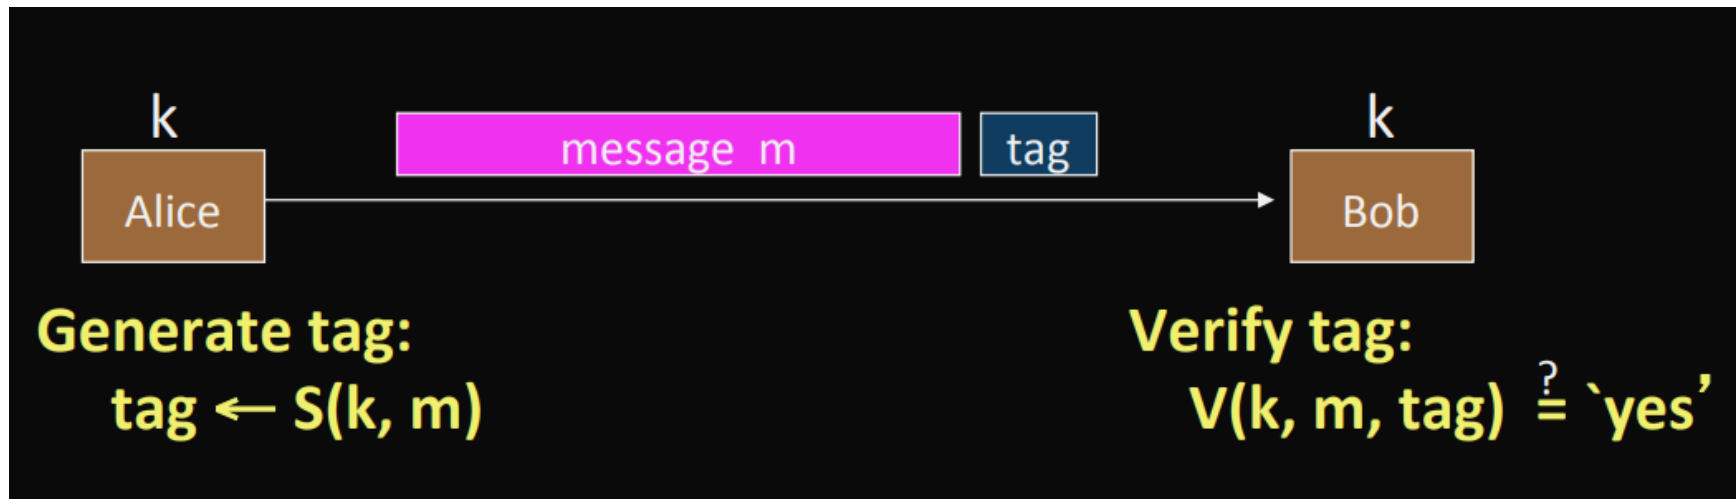 k
message m
tag
k
Alice
Bob
Generate tag:
tag ← S(k, m)
Verify tag:
V(k, m, tag) ≟ `yes’